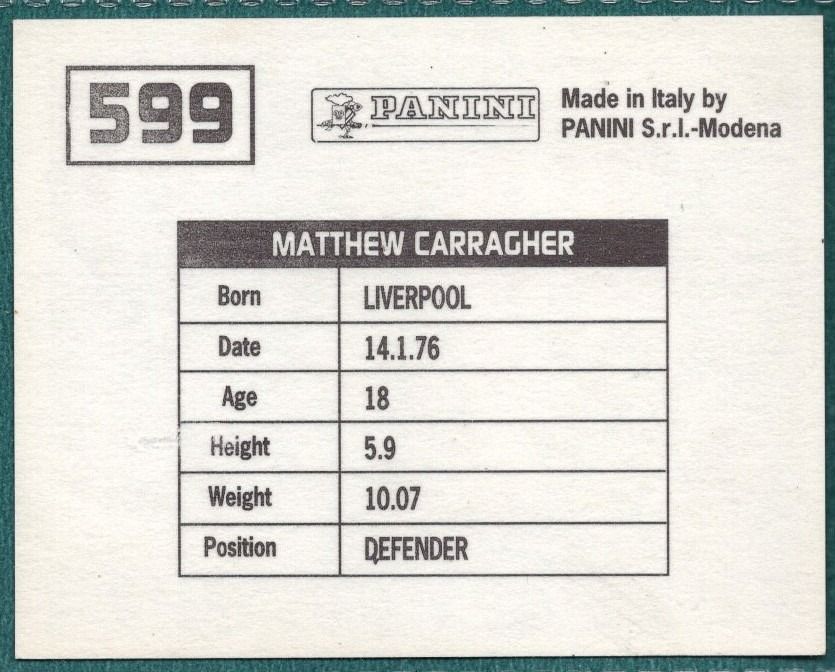 599
PANINI
Made in Italy by
PANINI S.r.l.-Modena
MATTHEW CARRAGHER
Born LIVERPOOL
Date 14.1.76
Age 18
Height 5.9
Weight 10.07
Position DEFENDER